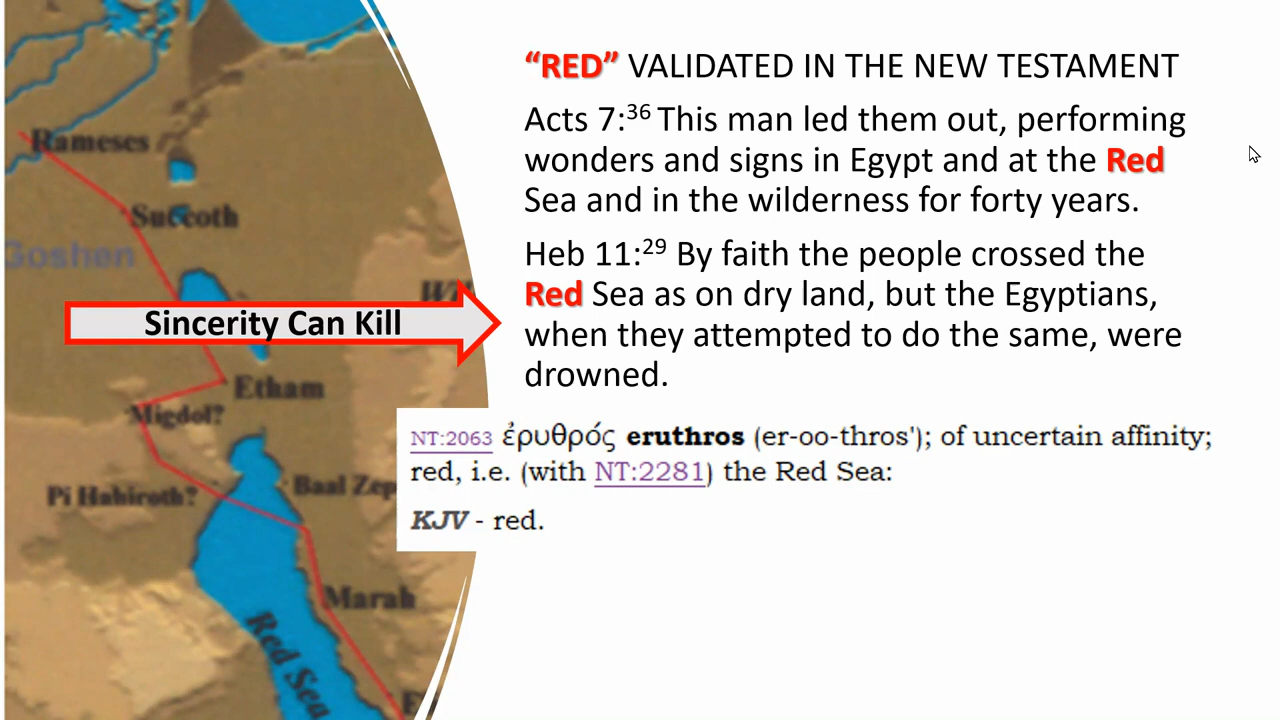 “RED” VALIDATED IN THE NEW TESTAMENT
Acts 7:36 This man led them out, performing
wonders and signs in Egypt and at the Red
Sea and in the wilderness for forty years.
Heb 11:29 By faith the people crossed the
Red Sea as on dry land, but the Egyptians,
when they attempted to do the same, were
drowned.
NT:2063 ἐρυθρός eruthros (er-oo-thros'); of uncertain affinity;
red, i.e. (with NT:2281) the Red Sea:
KJV - red.
Sincerity Can Kill
Rameses
Succoth
Goshen
Etham
Migdol?
Pi Hahiroth?
Baal Zep
Marah
Red Sea